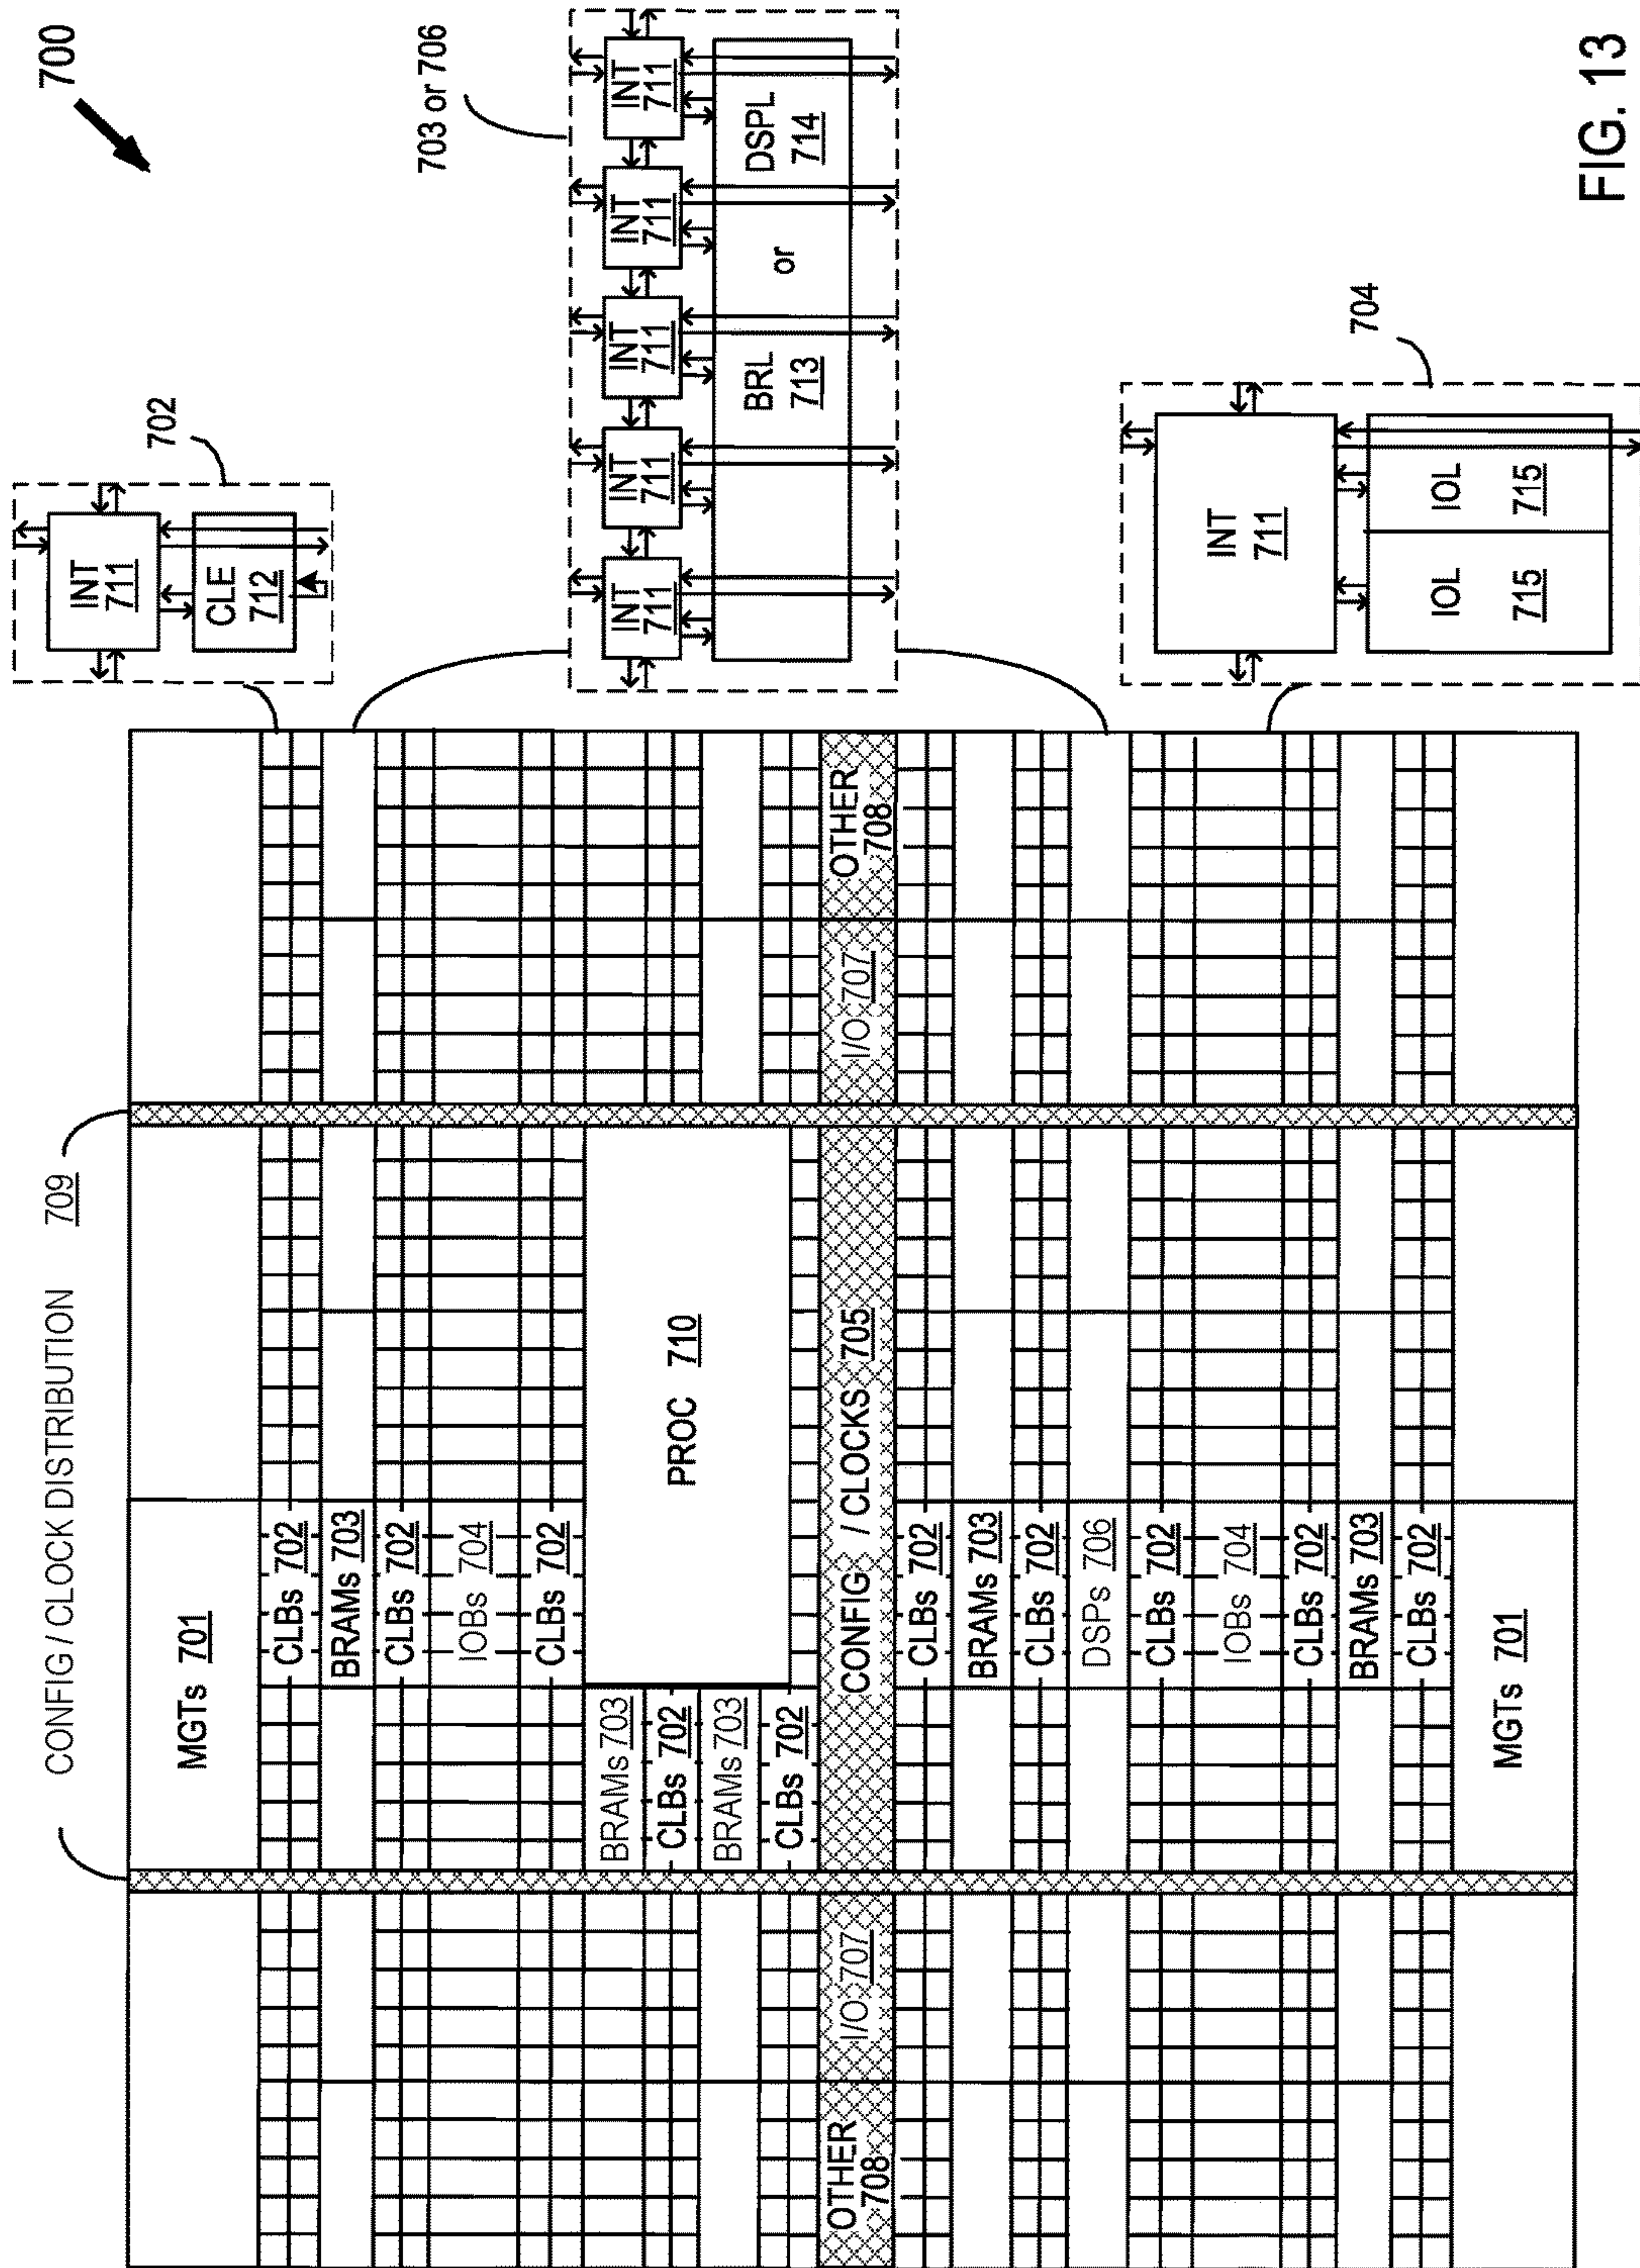 700
CONFIG / CLOCK DISTRIBUTION 709
MGTs 701
CLBs 702
BRAMs 703
CLBs 702
IOBs 704
CLBs 702
BRAMs 703
CLBs 702
BRAMs 703
CLBs 702
PROC 710
OTHER
708
I/O 707
CONFIG / CLOCKS 705
I/O 707
OTHER
708
CLBs 702
BRAMs 703
CLBs 702
DSPs 706
CLBs 702
IOBs 704
CLBs 702
BRAMs 703
CLBs 702
MGTs 701
702
INT
711
CLE
712
703 or 706
INT
711
INT
711
INT
711
INT
711
INT
711
BRL
713
or
DSPL
714
704
INT
711
IOL
715
IOL
715
FIG. 13